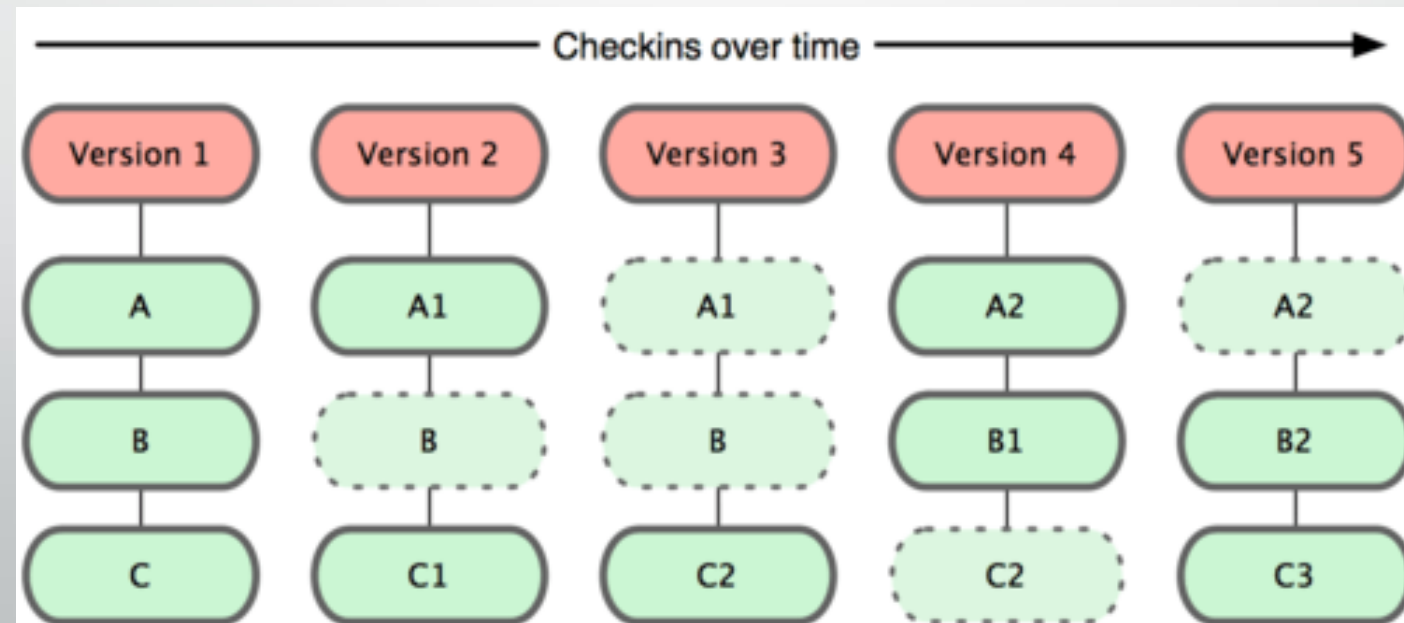 Checkins over time
Version 1 Version 2 Version 3 Version 4 Version 5
A A1 A1 A2 A2
B B B B1 B2
C C1 C2 C2 C3